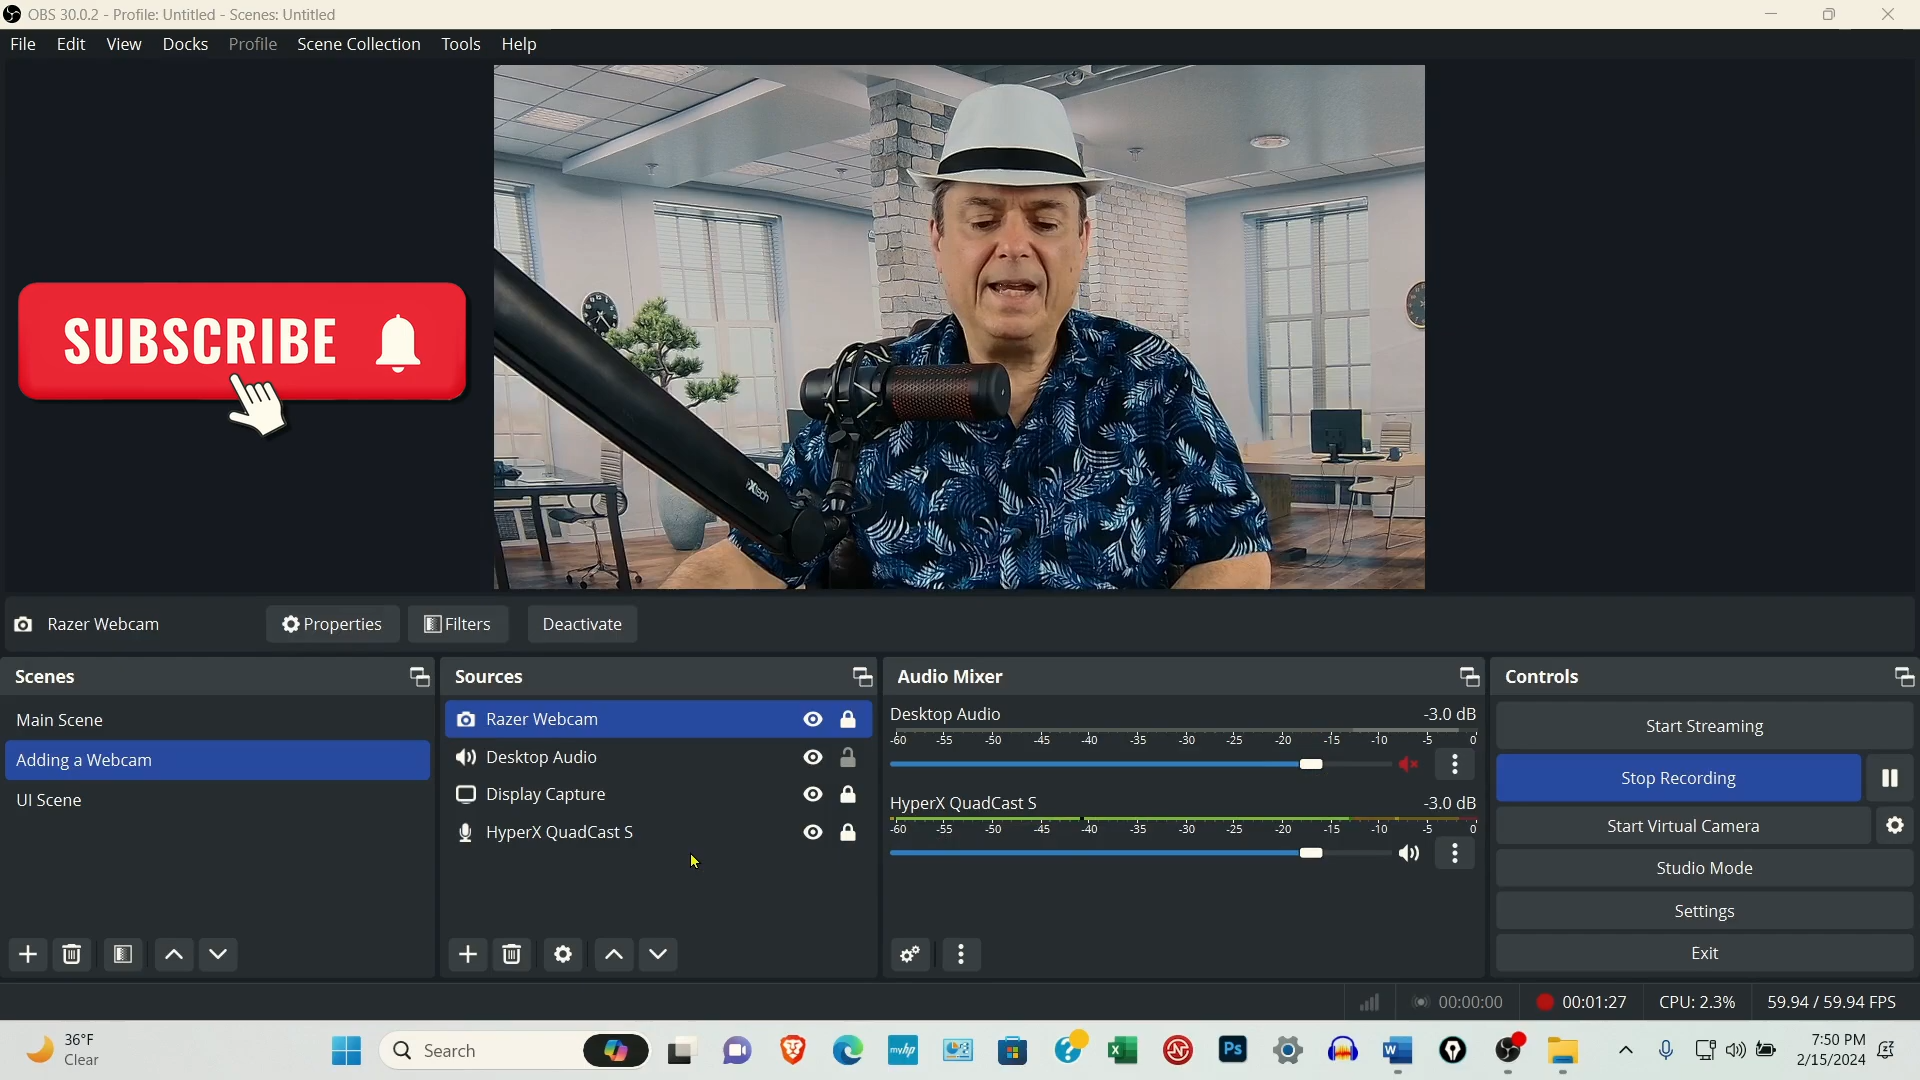 OBS 30.0.2 - Profile: Untitled - Scenes: Untitled
File Edit View Docks Profile Scene Collection Tools Help
SUBSCRIBE
Razer Webcam
Properties
Filters
Deactivate
Scenes
Main Scene
Adding a Webcam
UI Scene
Sources
Razer Webcam
Desktop Audio
Display Capture
HyperX QuadCast S
Audio Mixer
Desktop Audio -3.0 dB
-60 -55 -50 -45 -40 -35 -30 -25 -20 -15 -10 -5 0
HyperX QuadCast S -3.0 dB
-60 -55 -50 -45 -40 -35 -30 -25 -20 -15 -10 -5 0
Controls
Start Streaming
Stop Recording
Start Virtual Camera
Studio Mode
Settings
Exit
00:00:00 00:01:27 CPU: 2.3% 59.94 / 59.94 FPS
36°F
Clear
Search
myhp
Ps
7:50 PM
2/15/2024